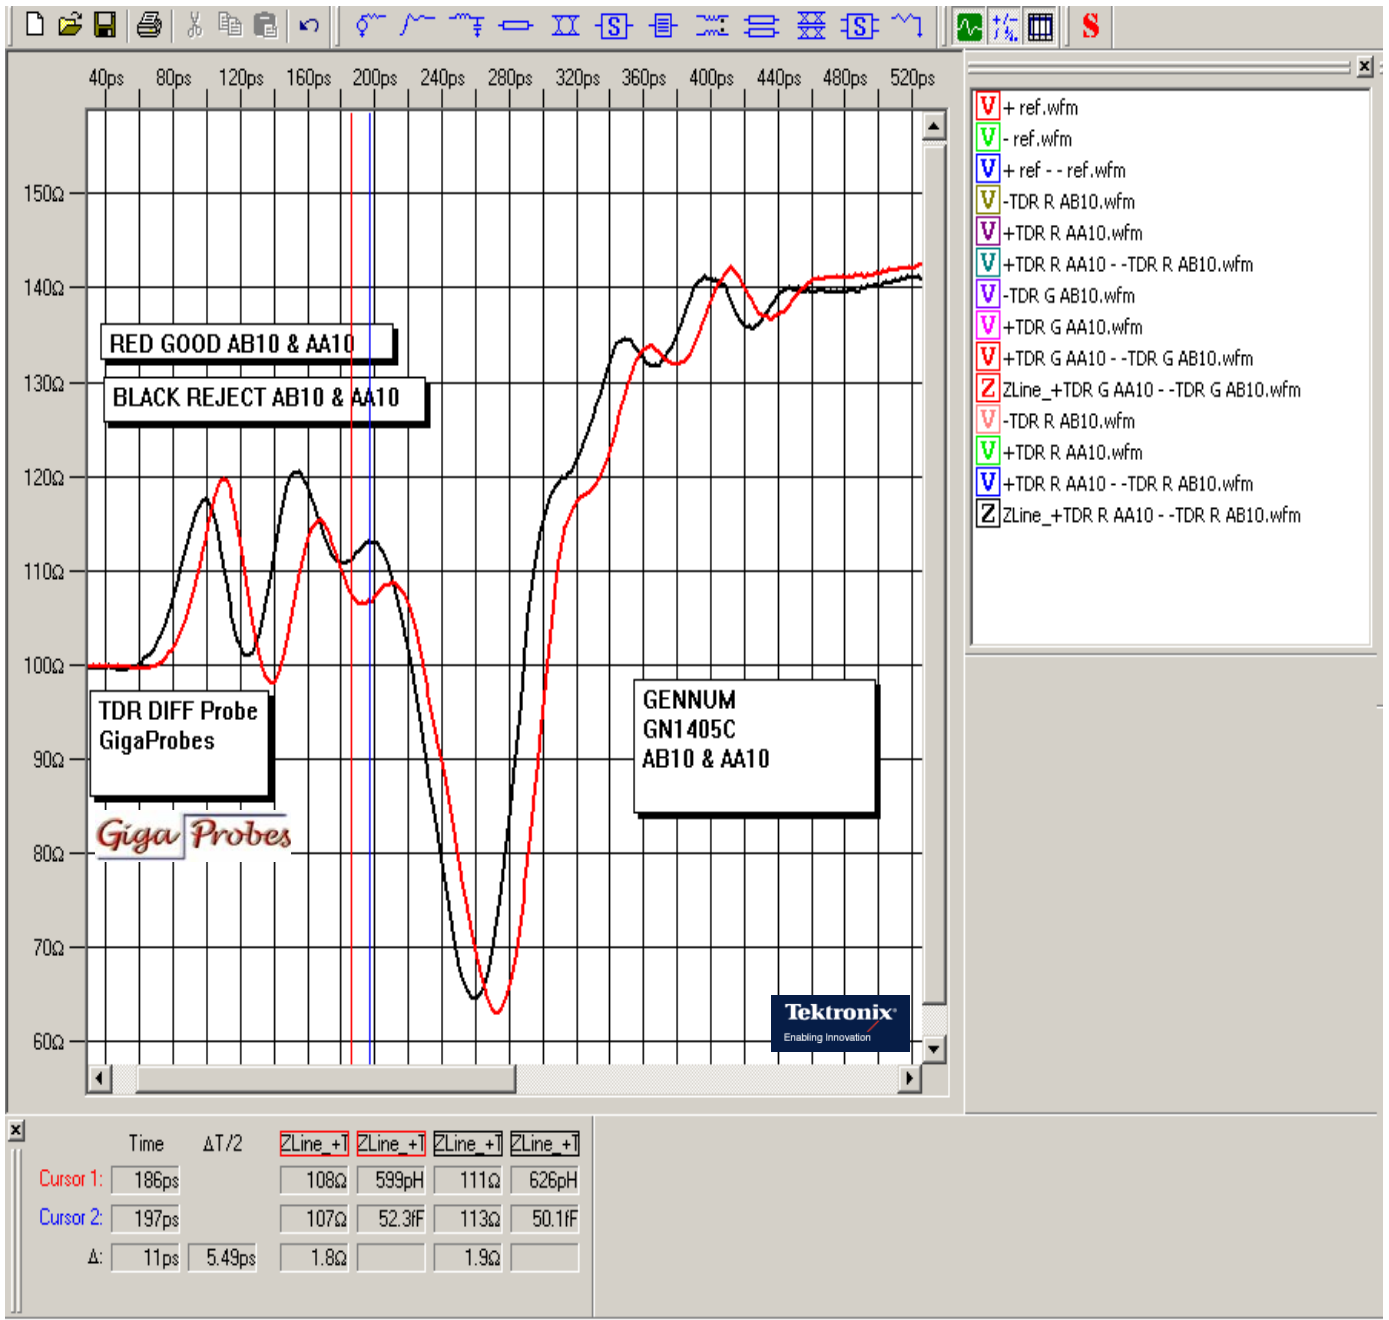 40ps 80ps 120ps 160ps 200ps 240ps 280ps 320ps 360ps 400ps 440ps 480ps 520ps
150Ω
140Ω
130Ω
120Ω
110Ω
100Ω
90Ω
80Ω
70Ω
60Ω
RED GOOD AB10 & AA10
BLACK REJECT AB10 & AA10
TDR DIFF Probe
GigaProbes
Giga Probes
GENNUM
GN1405C
AB10 & AA10
Tektronix
Enabling Innovation
V + ref.wfm
V - ref.wfm
V + ref - - ref.wfm
V -TDR R AB10.wfm
V +TDR R AA10.wfm
V +TDR R AA10 - -TDR R AB10.wfm
V -TDR G AB10.wfm
V +TDR G AA10.wfm
V +TDR G AA10 - -TDR G AB10.wfm
Z ZLine_+TDR G AA10 - -TDR G AB10.wfm
V -TDR R AB10.wfm
V +TDR R AA10.wfm
V +TDR R AA10 - -TDR R AB10.wfm
Z ZLine_+TDR R AA10 - -TDR R AB10.wfm
Time ΔT/2 ZLine_+T ZLine_+T ZLine_+T ZLine_+T
Cursor 1: 186ps 108Ω 599pH 111Ω 626pH
Cursor 2: 197ps 107Ω 52.3fF 113Ω 50.1fF
Δ: 11ps 5.49ps 1.8Ω 1.9Ω